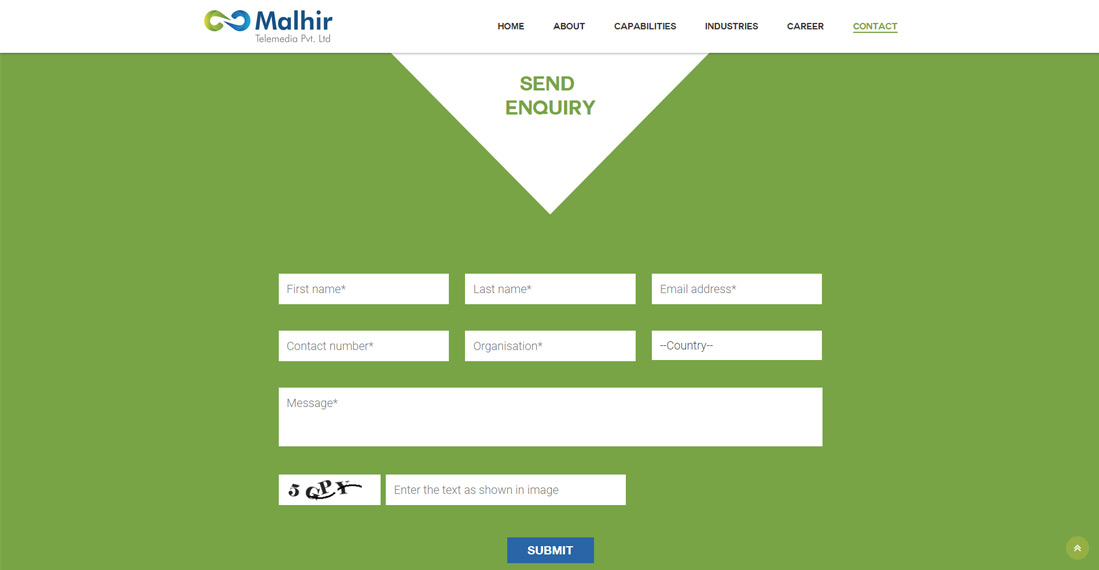 Malhir
Telemedia Pvt. Ltd
HOME ABOUT CAPABILITIES INDUSTRIES CAREER CONTACT
SEND
ENQUIRY
First name* Last name* Email address*
Contact number* Organisation* --Country--
Message*
Enter the text as shown in image
SUBMIT